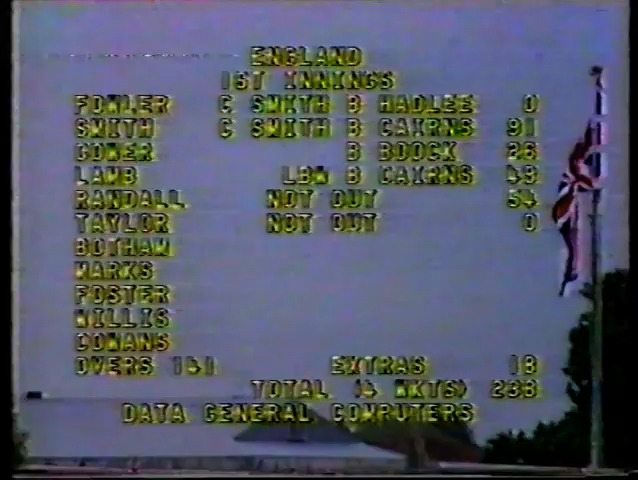 ENGLAND
1ST INNINGS
FOWLER C SMITH B HADLEE 0
SMITH C SMITH B CAIRNS 91
GOWER B BOOCK 26
LAMB LBW B CAIRNS 49
RANDALL NOT OUT 54
TAYLOR NOT OUT 0
BOTHAM
MARKS
FOSTER
WILLIS
COWANS
OVERS 141 EXTRAS 18
TOTAL (4 WKTS) 238
DATA GENERAL COMPUTERS